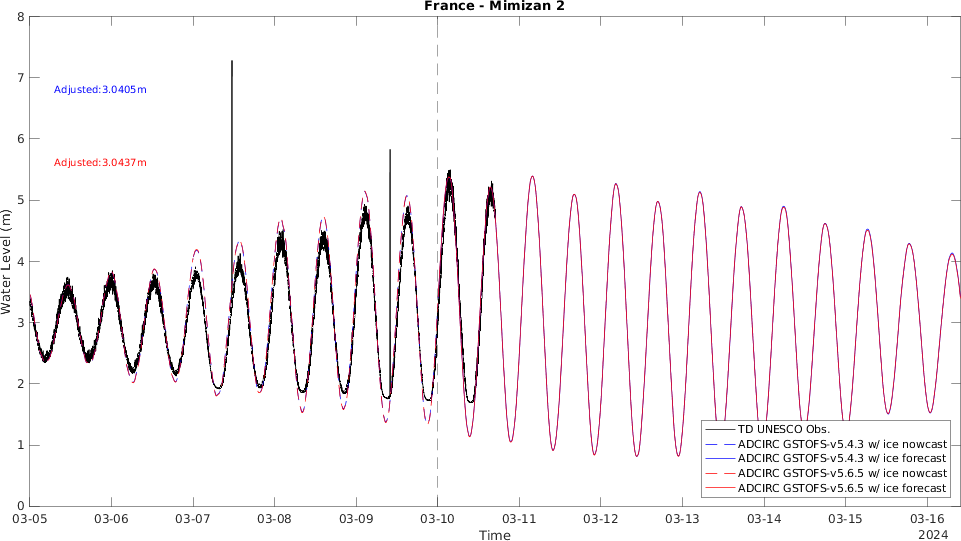 France - Mimizan 2
8
7
6
5
4
3
2
1
0
Water Level (m)
Adjusted:3.0405m
Adjusted:3.0437m
TD UNESCO Obs.
ADCIRC GSTOFS-v5.4.3 w/ ice nowcast
ADCIRC GSTOFS-v5.4.3 w/ ice forecast
ADCIRC GSTOFS-v5.6.5 w/ ice nowcast
ADCIRC GSTOFS-v5.6.5 w/ ice forecast
03-05 03-06 03-07 03-08 03-09 03-10 03-11 03-12 03-13 03-14 03-15 03-16
Time
2024